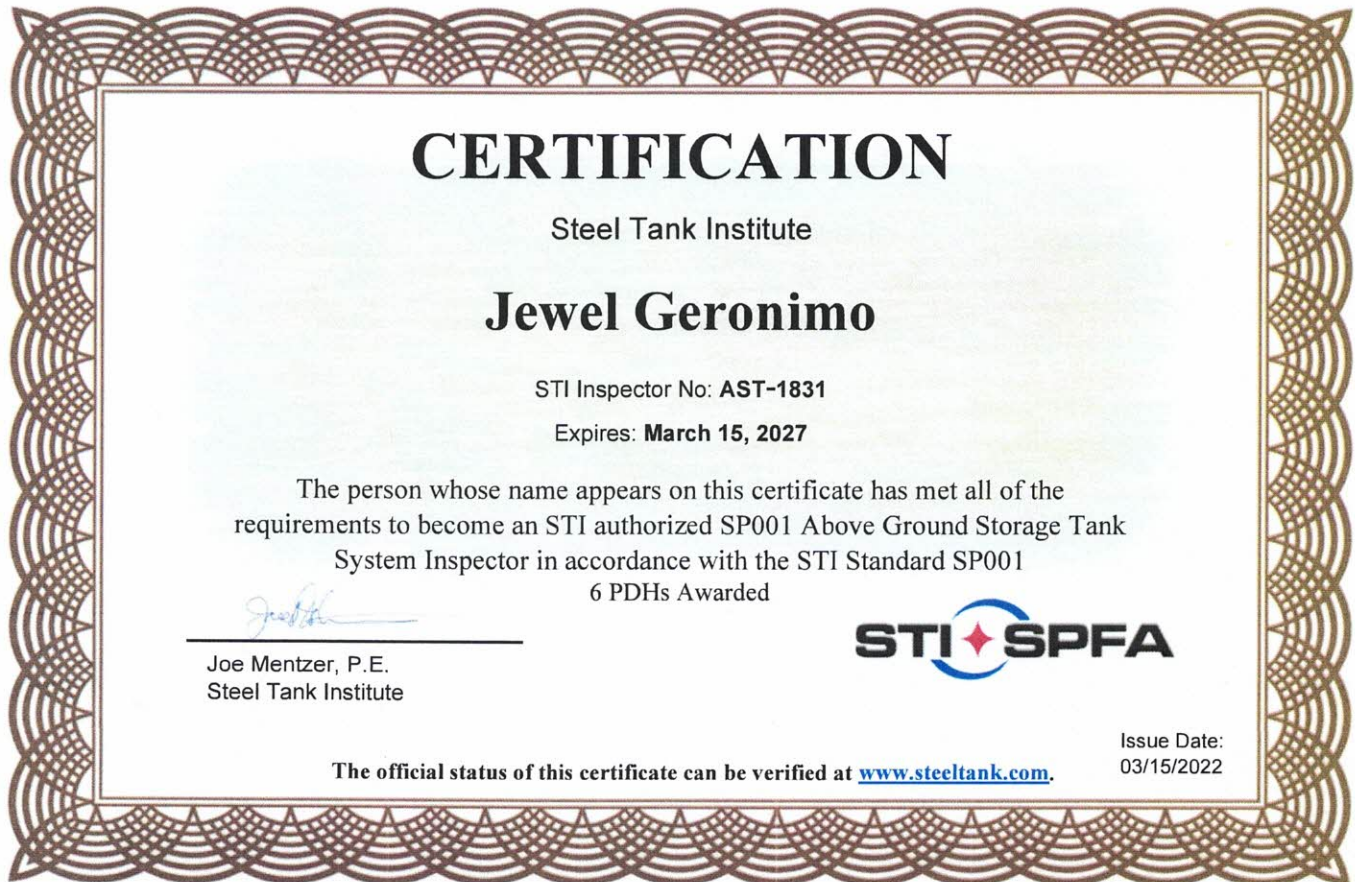 CERTIFICATION
Steel Tank Institute
Jewel Geronimo
STI Inspector No: AST-1831
Expires: March 15, 2027
The person whose name appears on this certificate has met all of the
requirements to become an STI authorized SP001 Above Ground Storage Tank
System Inspector in accordance with the STI Standard SP001
6 PDHs Awarded
Joe Mentzer, P.E.
Steel Tank Institute
STI SPFA
Issue Date:
03/15/2022
The official status of this certificate can be verified at www.steeltank.com.